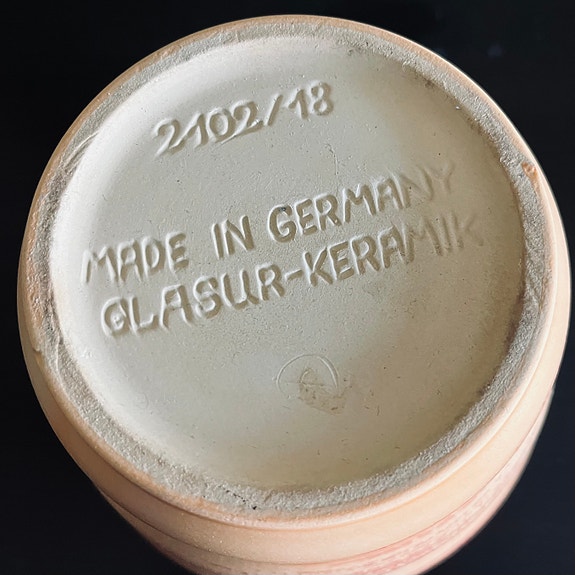 2102/18
MADE IN GERMANY
GLASUR-KERAMIK